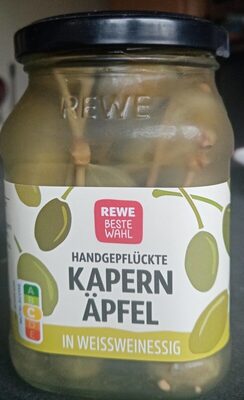 REWE
REWE
BESTE
WAHL
HANDGEPFLÜCKTE
KAPERN
ÄPFEL
IN WEISSWEINESSIG
A
B
C
D
E